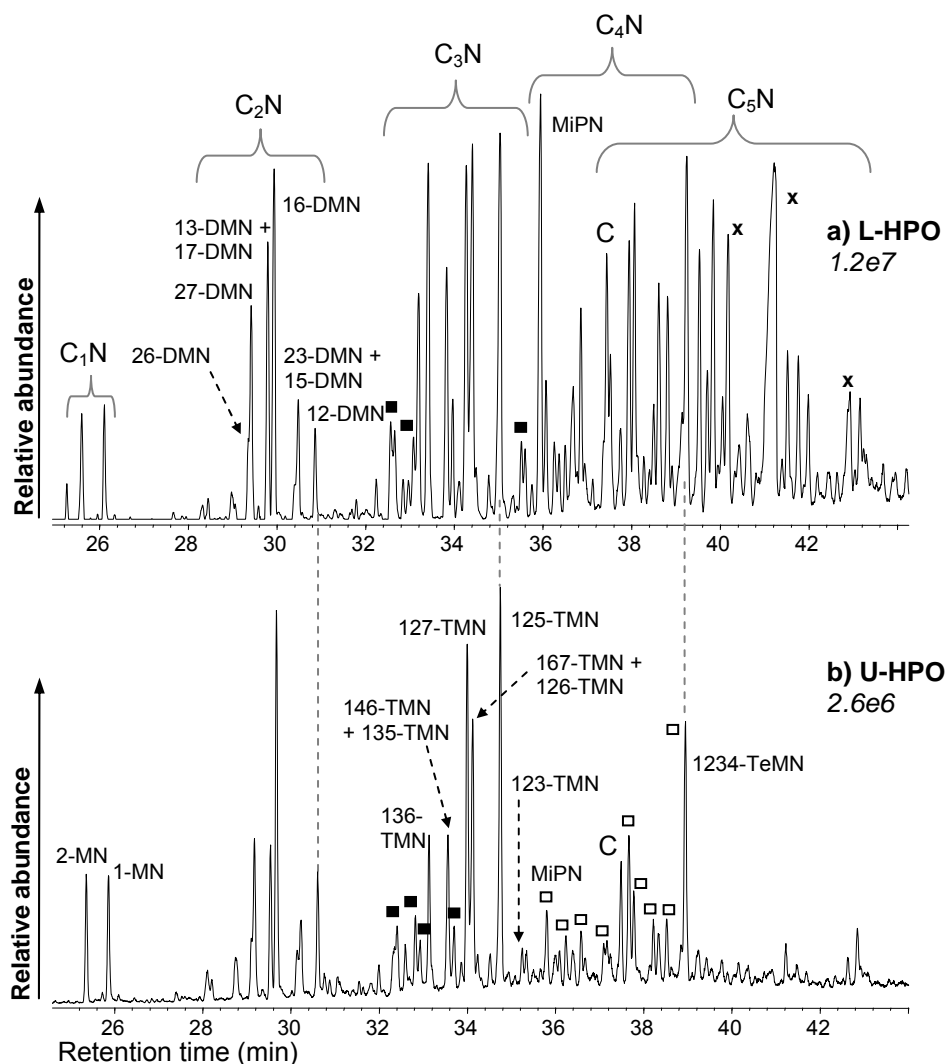 C₄N
C₃N
C₅N
C₂N
MiPN
x
16-DMN
C
x
a) L-HPO
13-DMN +
17-DMN
1.2e7
27-DMN
C₁N
26-DMN
23-DMN +
15-DMN
12-DMN
x
Relative abundance
26 28 30 32 34 36 38 40 42
127-TMN
125-TMN
167-TMN +
126-TMN
b) U-HPO
2.6e6
146-TMN
+ 135-TMN
123-TMN
1234-TeMN
136-
TMN
C
2-MN
1-MN
MiPN
Relative abundance
26 28 30 32 34 36 38 40 42
Retention time (min)